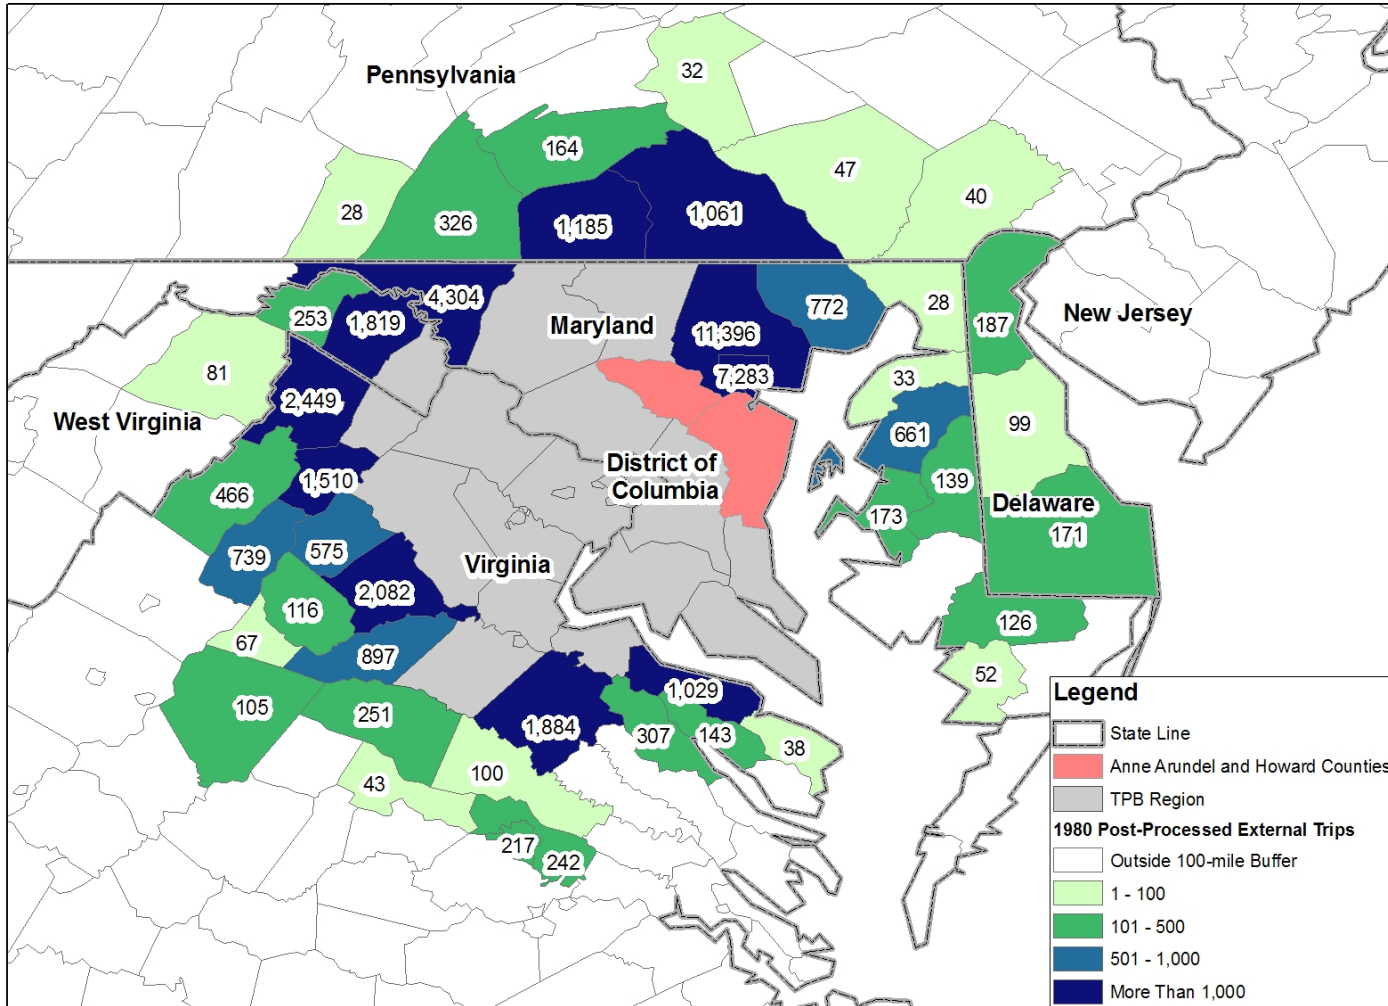 32
Pennsylvania
164
47
40
28
326
1,185
1,061
4,304
253
1,819
Maryland
11,396
772
28
187
New Jersey
81
7,283
33
2,449
West Virginia
661
99
District of
Columbia
1,510
466
139
Delaware
173
171
739
575
Virginia
2,082
116
126
67
897
52
105
251
1,029
1,884
307
143
38
43
100
217
242
Legend
State Line
Anne Arundel and Howard Counties
TPB Region
1980 Post-Processed External Trips
Outside 100-mile Buffer
1 - 100
101 - 500
501 - 1,000
More Than 1,000